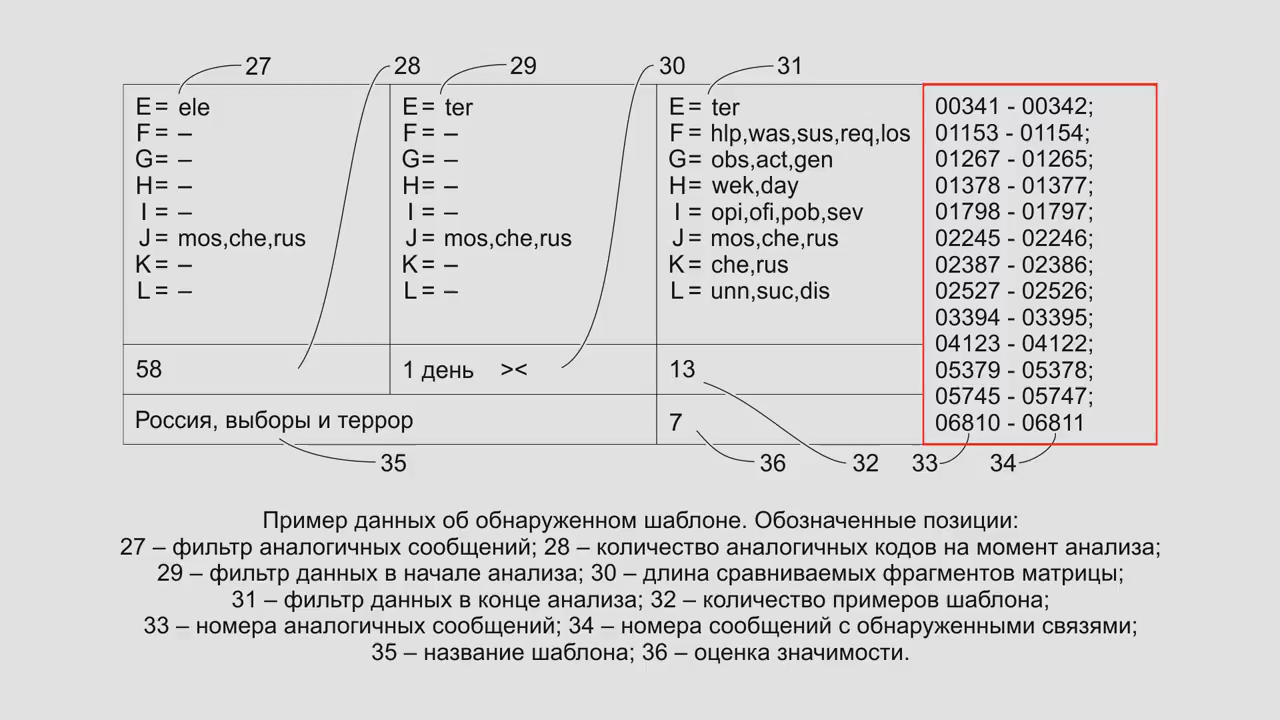 27 28 29 30 31
E= ele
F= –
G= –
H= –
I = –
J= mos,che,rus
K= –
L= –
E= ter
F= –
G= –
H= –
I = –
J= mos,che,rus
K= –
L= –
E= ter
F= hlp,was,sus,req,los
G= obs,act,gen
H= wek,day
I = opi,ofi,pob,sev
J= mos,che,rus
K= che,rus
L= unn,suc,dis
00341 - 00342;
01153 - 01154;
01267 - 01265;
01378 - 01377;
01798 - 01797;
02245 - 02246;
02387 - 02386;
02527 - 02526;
03394 - 03395;
04123 - 04122;
05379 - 05378;
05745 - 05747;
06810 - 06811
58
1 день ><
13
Россия, выборы и террор
7
35 36 32 33 34
Пример данных об обнаруженном шаблоне. Обозначенные позиции:
27 – фильтр аналогичных сообщений; 28 – количество аналогичных кодов на момент анализа;
29 – фильтр данных в начале анализа; 30 – длина сравниваемых фрагментов матрицы;
31 – фильтр данных в конце анализа; 32 – количество примеров шаблона;
33 – номера аналогичных сообщений; 34 – номера сообщений с обнаруженными связями;
35 – название шаблона; 36 – оценка значимости.